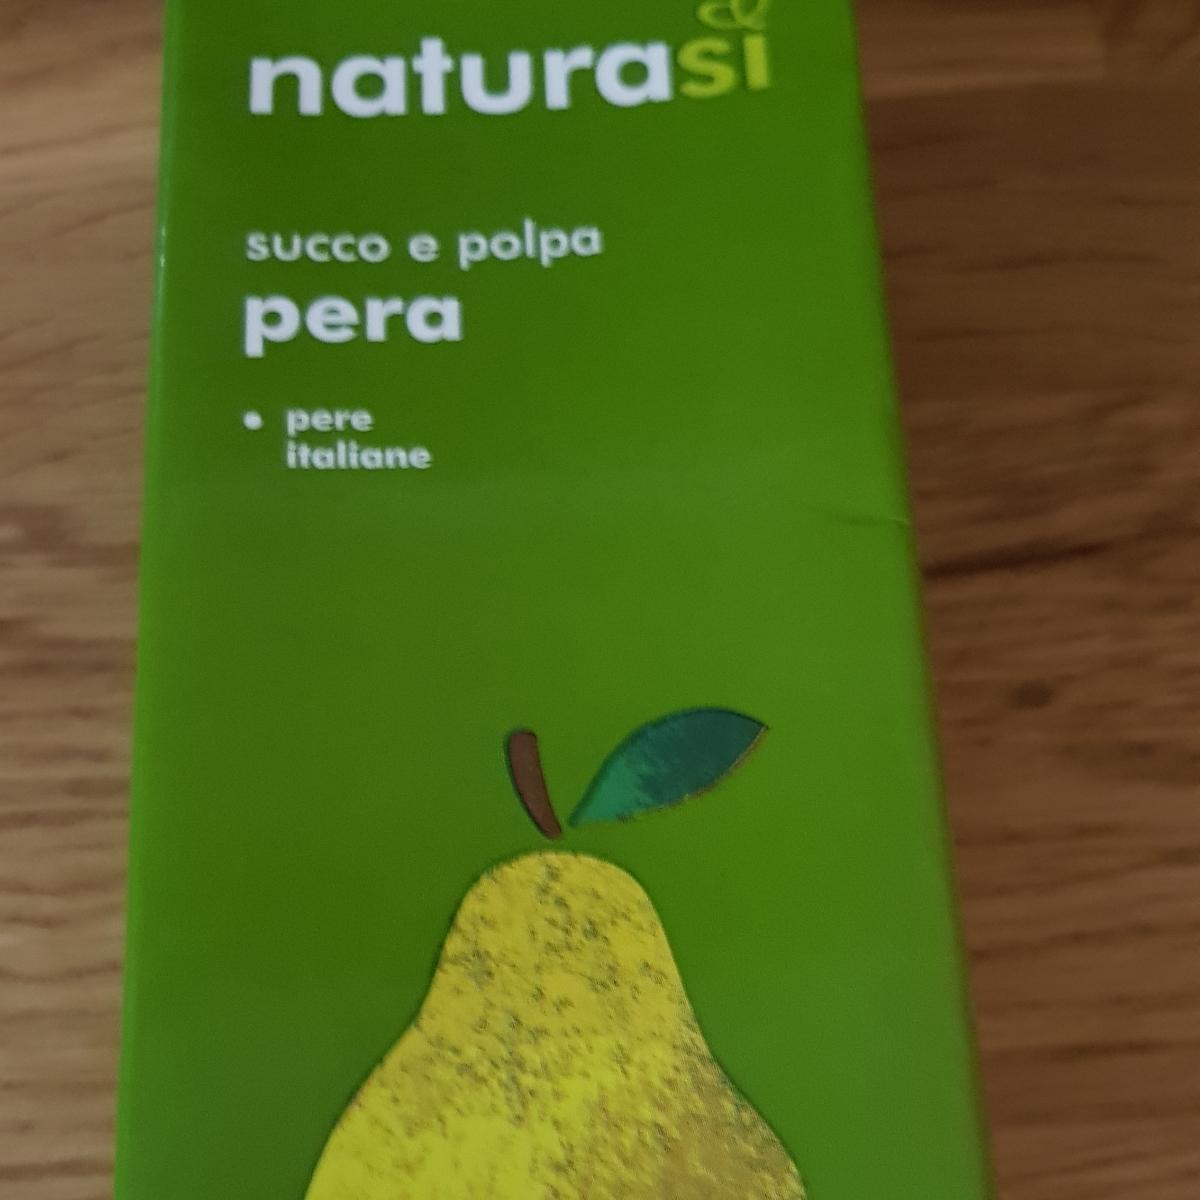 naturasì
succo e polpa
pera
• pere
italiane